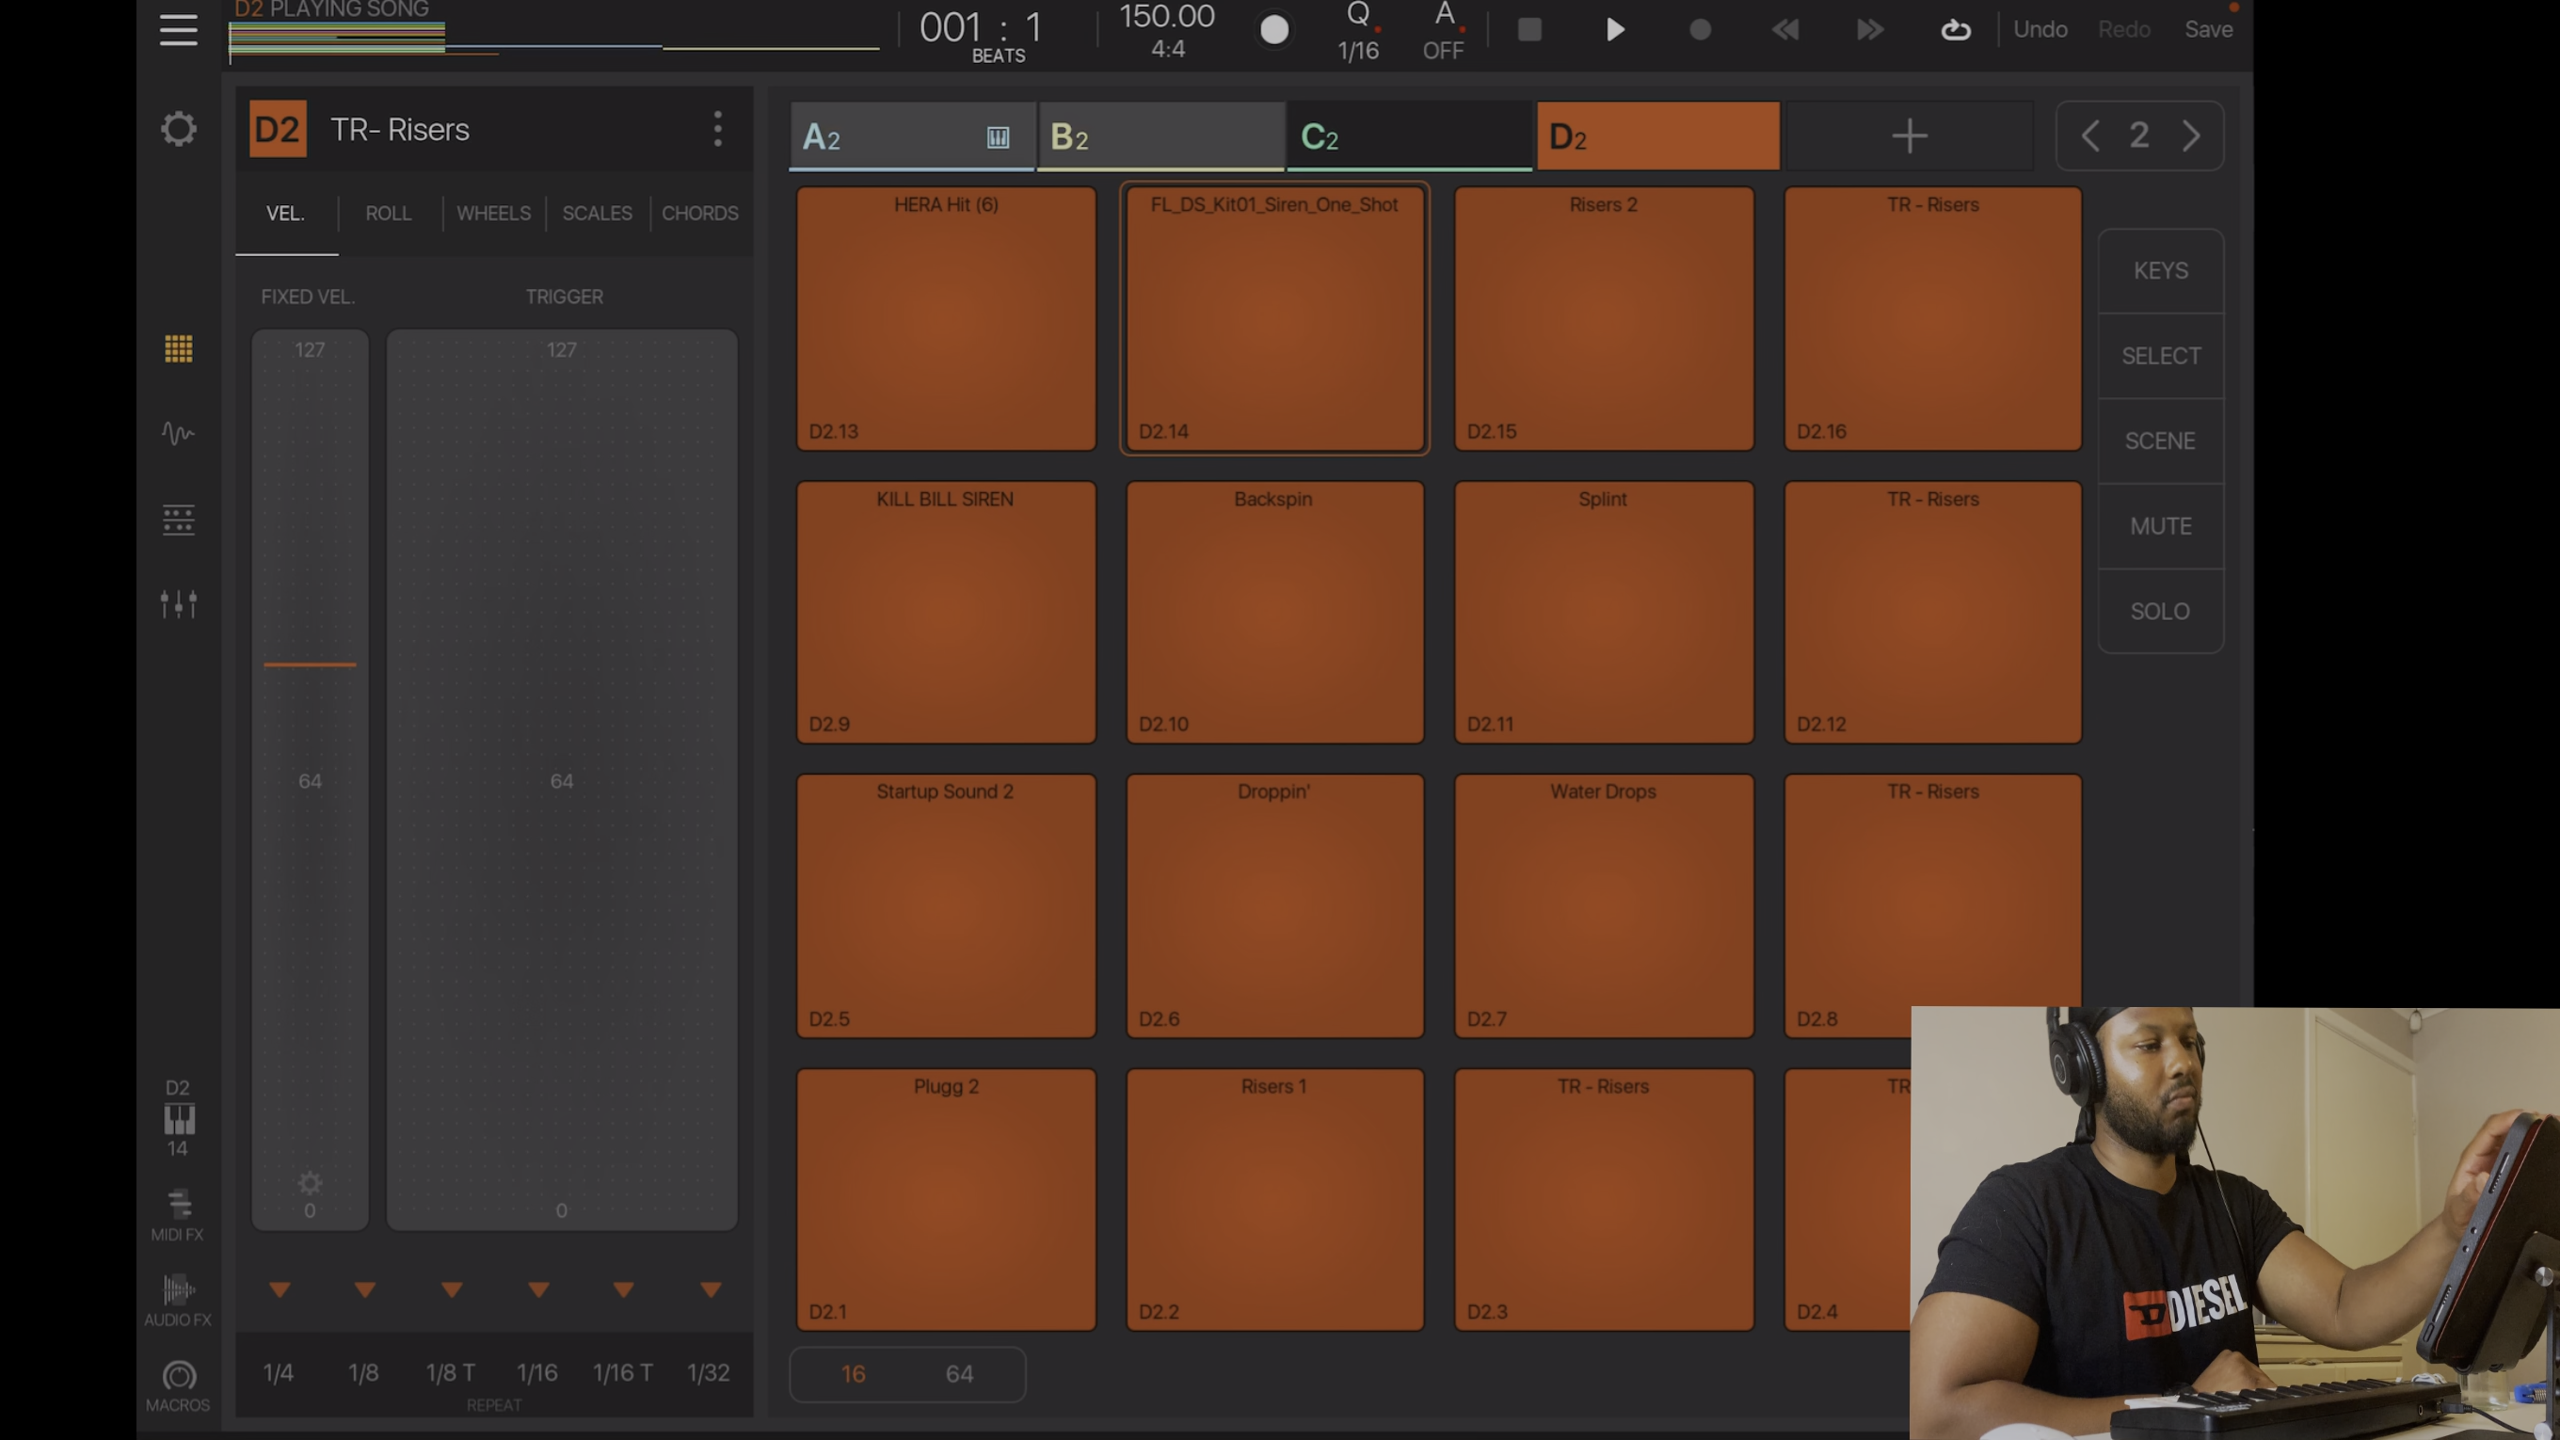 D2 PLAYING SONG
001 : 1
BEATS
150.00
4:4
Q
1/16
A
OFF
Undo
Redo
Save
D2
TR- Risers
A2
B2
C2
D2
+
2
VEL.
ROLL
WHEELS
SCALES
CHORDS
FIXED VEL.
TRIGGER
127
127
64
64
0
0
HERA Hit (6)
D2.13
FL_DS_Kit01_Siren_One_Shot
D2.14
Risers 2
D2.15
TR - Risers
D2.16
KILL BILL SIREN
D2.9
Backspin
D2.10
Splint
D2.11
TR - Risers
D2.12
Startup Sound 2
D2.5
Droppin'
D2.6
Water Drops
D2.7
TR - Risers
D2.8
Plugg 2
D2.1
Risers 1
D2.2
TR - Risers
D2.3
TR
D2.4
KEYS
SELECT
SCENE
MUTE
SOLO
D2
14
MIDI FX
AUDIO FX
MACROS
1/4
1/8
1/8 T
1/16
1/16 T
1/32
REPEAT
16
64
DIESEL